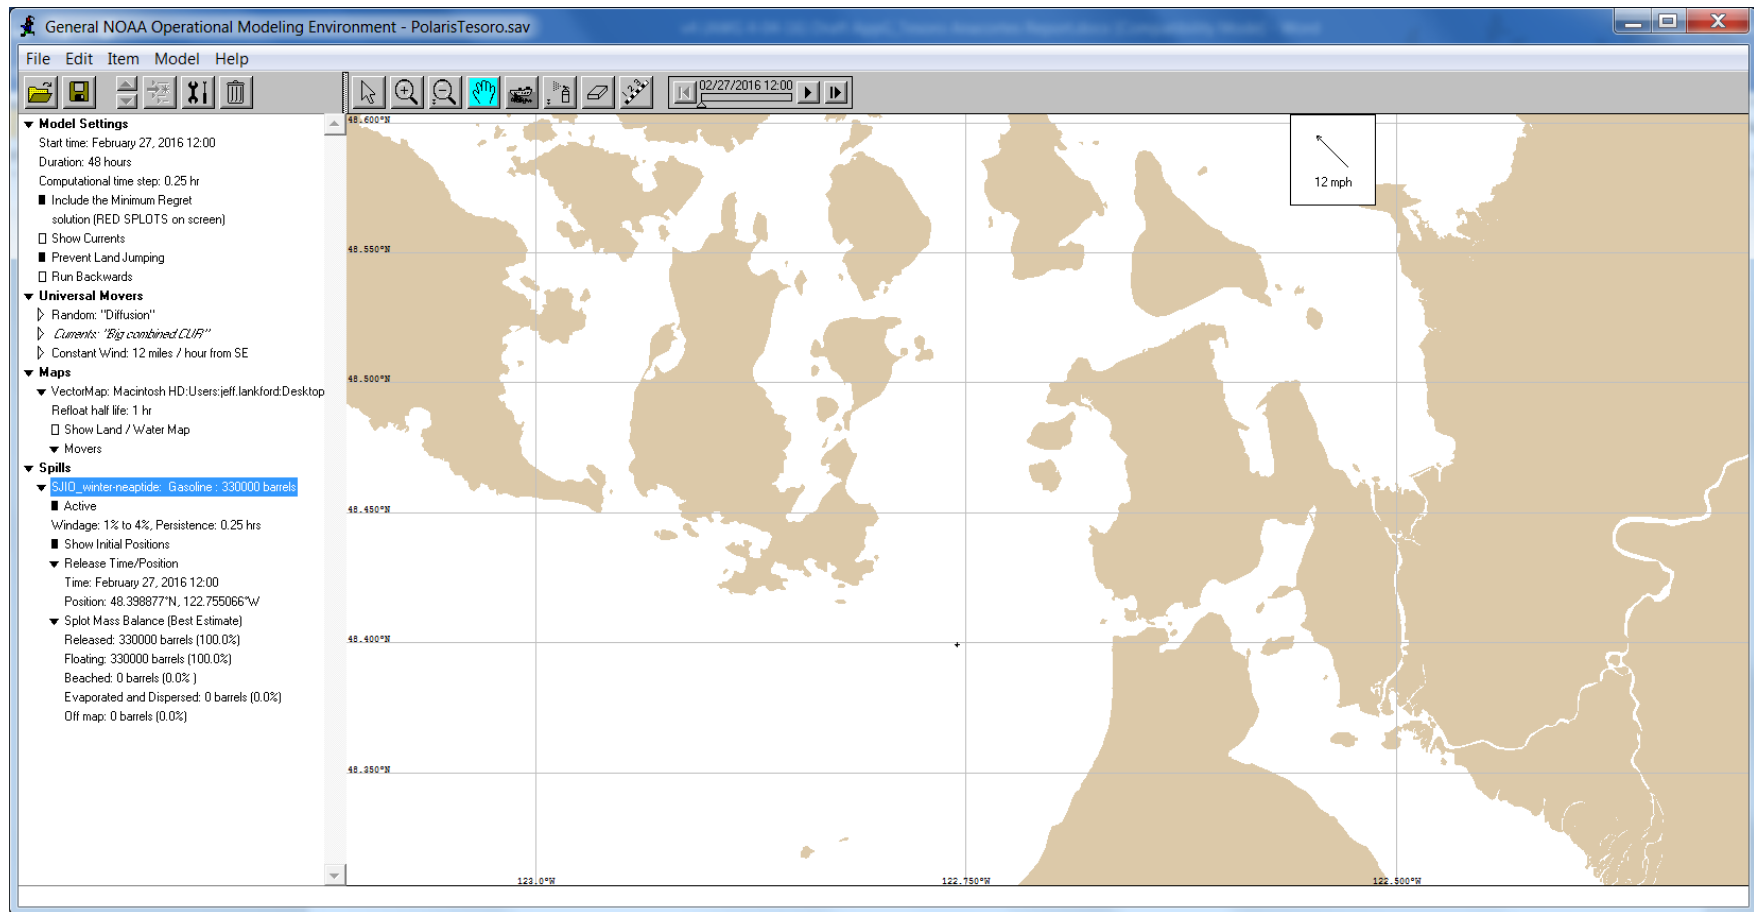 General NOAA Operational Modeling Environment - PolarisTesoro.sav
File Edit Item Model Help
02/27/2016 12:00
Model Settings
Start time: February 27, 2016 12:00
Duration: 48 hours
Computational time step: 0.25 hr
Include the Minimum Regret
solution (RED SPLOTS on screen)
Show Currents
Prevent Land Jumping
Run Backwards
Universal Movers
Random: "Diffusion"
Currents: "Big combined.CUR"
Constant Wind: 12 miles / hour from SE
Maps
VectorMap: Macintosh HD:Users:jeff.lankford:Desktop
Refloat half life: 1 hr
Show Land / Water Map
Movers
Spills
SJIO_winter-neaptide: Gasoline : 330000 barrels
Active
Windage: 1% to 4%, Persistence: 0.25 hrs
Show Initial Positions
Release Time/Position
Time: February 27, 2016 12:00
Position: 48.398877°N, 122.755066°W
Splot Mass Balance (Best Estimate)
Released: 330000 barrels (100.0%)
Floating: 330000 barrels (100.0%)
Beached: 0 barrels (0.0% )
Evaporated and Dispersed: 0 barrels (0.0%)
Off map: 0 barrels (0.0%)
48.600°N
12 mph
48.550°N
48.500°N
48.450°N
48.400°N
48.350°N
123.0°W
122.750°W
122.500°W